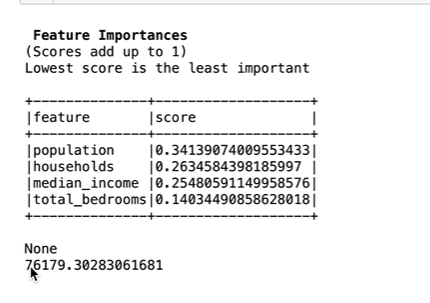 Feature Importances
(Scores add up to 1)
Lowest score is the least important
+--------------+-------------------+
|feature       |score              |
+--------------+-------------------+
|population    |0.34139074009553433|
|households    |0.2634584398185997 |
|median_income |0.25480591149958576|
|total_bedrooms|0.14034490858628018|
+--------------+-------------------+
None
76179.30283061681